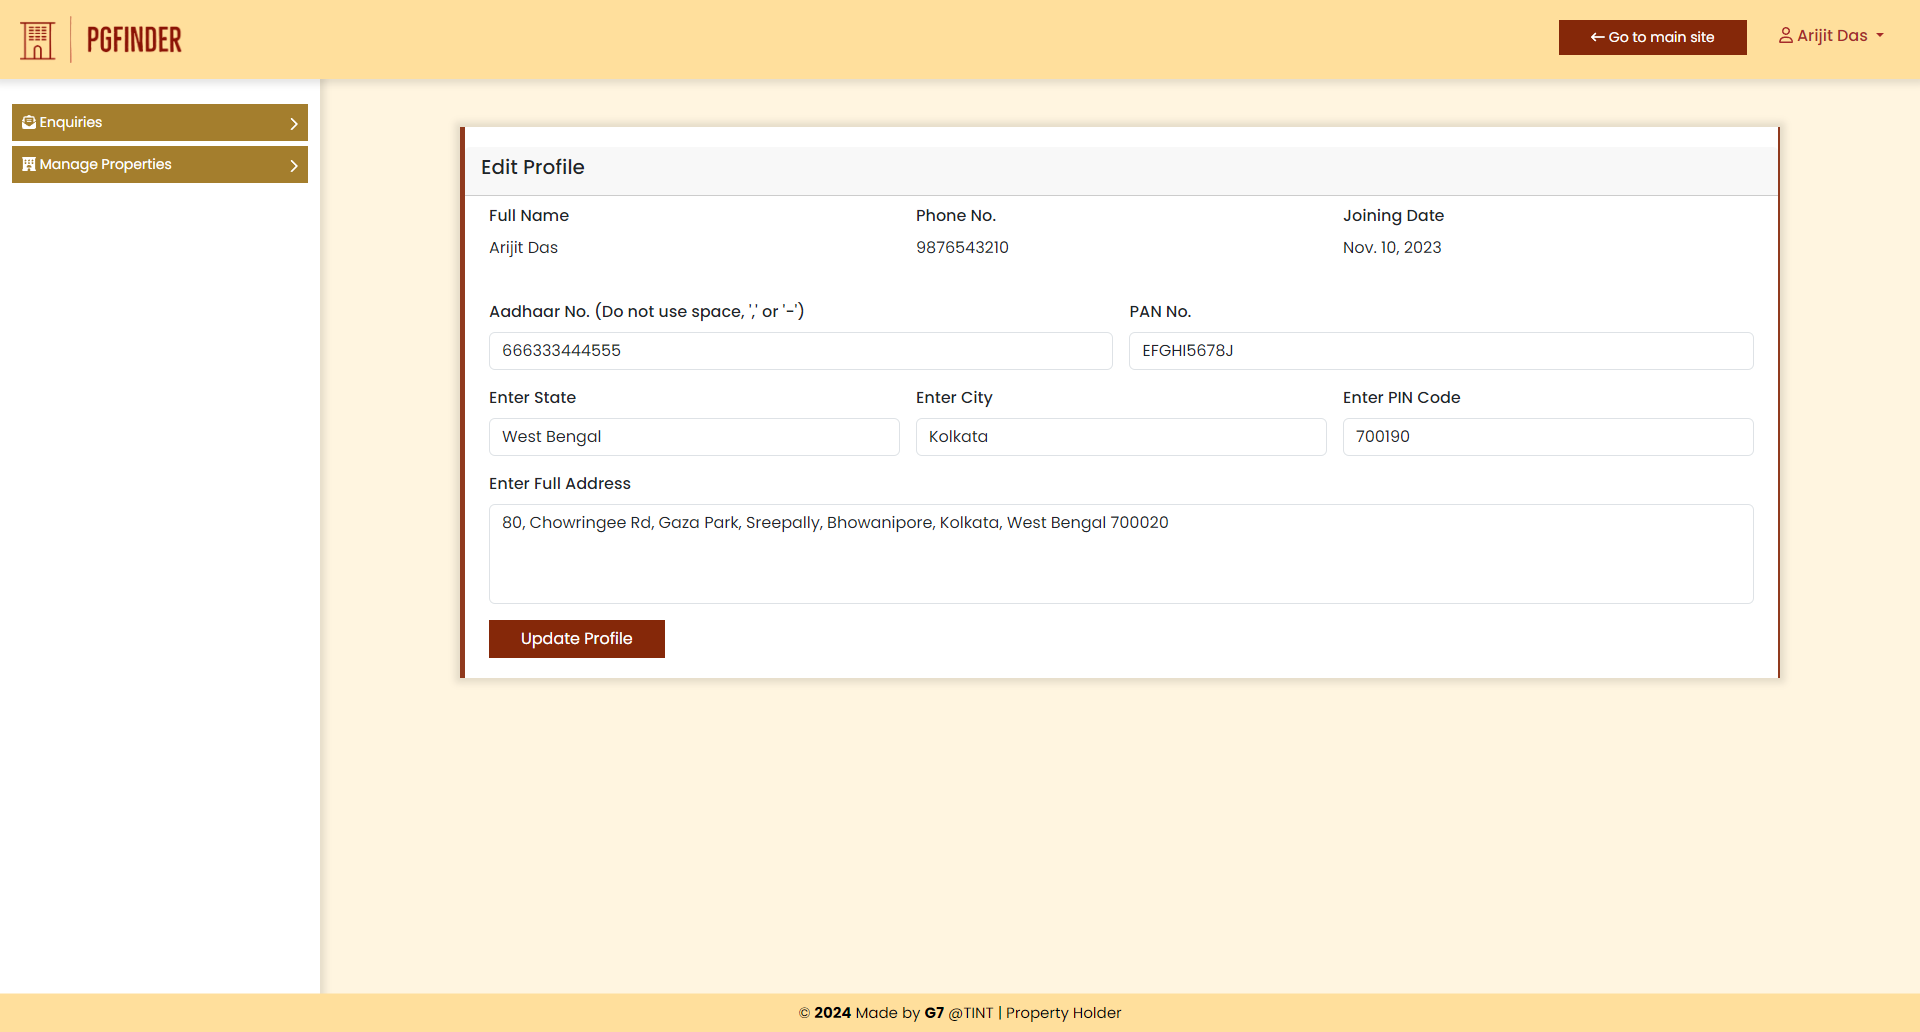 PGFINDER
← Go to main site
Arijit Das
Enquiries
Manage Properties
Edit Profile
Full Name Phone No. Joining Date
Arijit Das 9876543210 Nov. 10, 2023
Aadhaar No. (Do not use space, ',' or '-') PAN No.
666333444555 EFGHI5678J
Enter State Enter City Enter PIN Code
West Bengal Kolkata 700190
Enter Full Address
80, Chowringee Rd, Gaza Park, Sreepally, Bhowanipore, Kolkata, West Bengal 700020
Update Profile
© 2024 Made by G7 @TINT | Property Holder